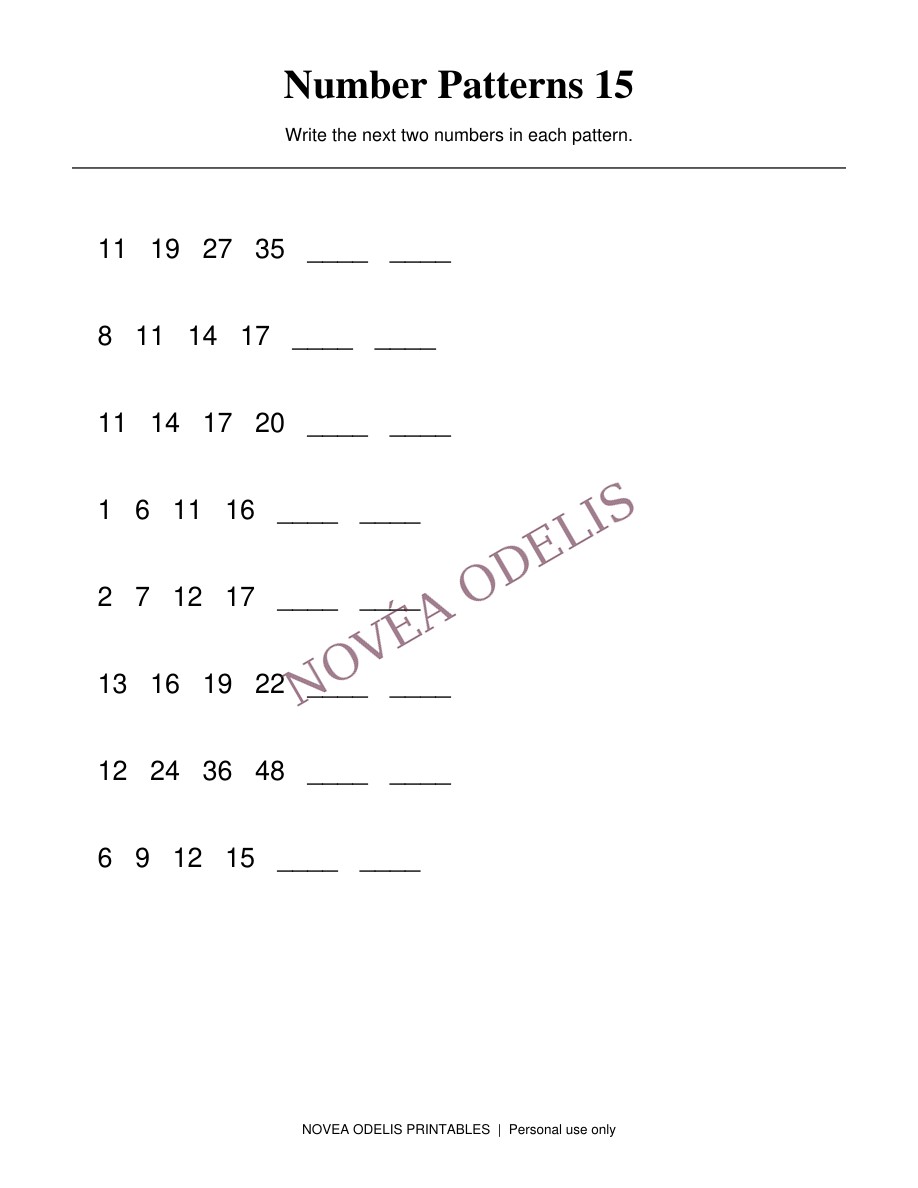 Number Patterns 15
Write the next two numbers in each pattern.
11 19 27 35 ____ ____
8 11 14 17 ____ ____
11 14 17 20 ____ ____
1 6 11 16 ____ ____
2 7 12 17 ____ ____
13 16 19 22 ____ ____
12 24 36 48 ____ ____
6 9 12 15 ____ ____
NOVÉA ODELIS
NOVEA ODELIS PRINTABLES | Personal use only